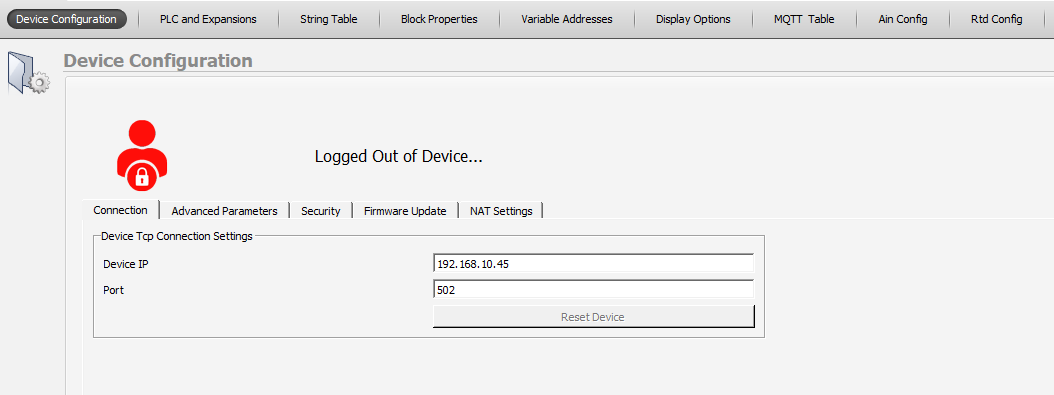 Device Configuration PLC and Expansions String Table Block Properties Variable Addresses Display Options MQTT Table Ain Config Rtd Config
Device Configuration
Logged Out of Device...
Connection Advanced Parameters Security Firmware Update NAT Settings
Device Tcp Connection Settings
Device IP 192.168.10.45
Port 502
Reset Device